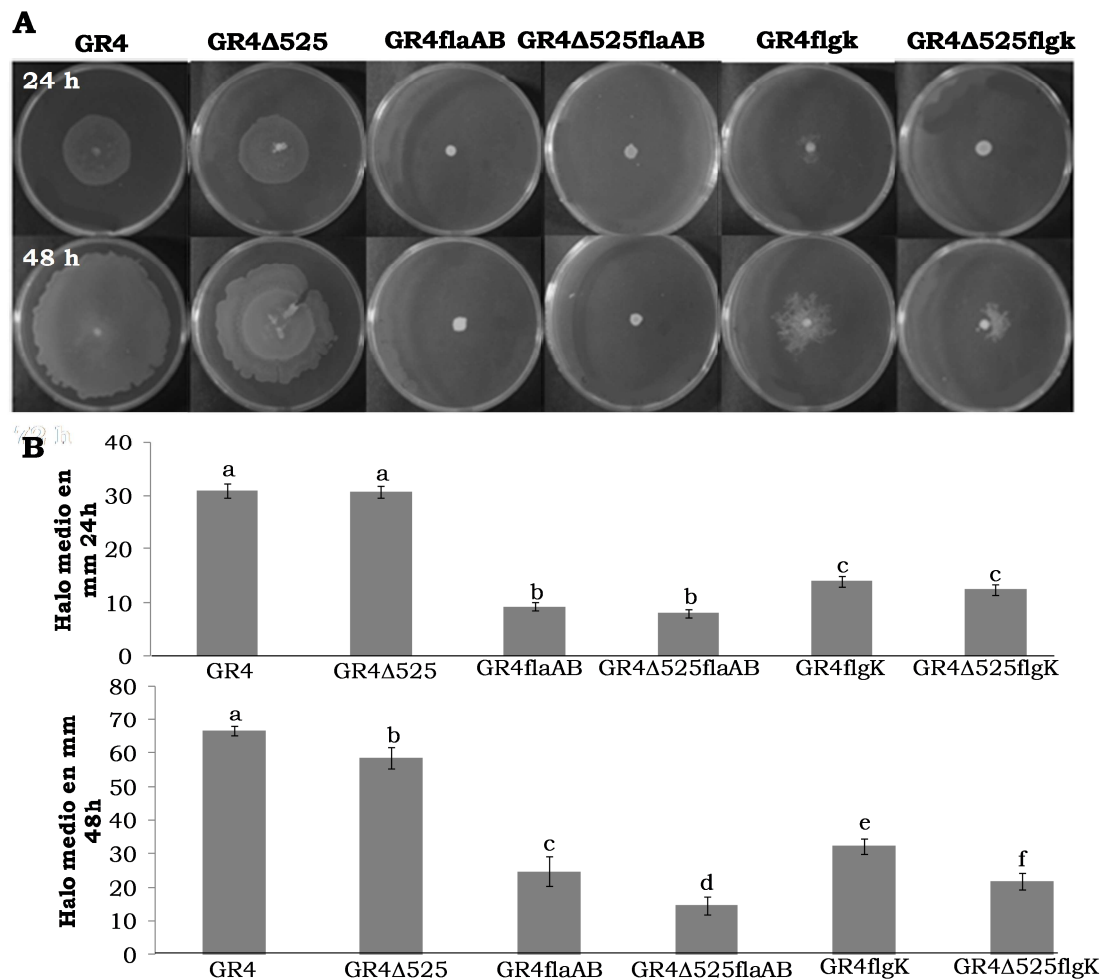 A
GR4 GR4Δ525 GR4flaAB GR4Δ525flaAB GR4flgk GR4Δ525flgk
24 h
48 h
72 h
B
40
30
20
10
0
Halo medio en
mm 24h
a a b b c c
GR4 GR4Δ525 GR4flaAB GR4Δ525flaAB GR4flgK GR4Δ525flgK
80
70
60
50
40
30
20
10
0
Halo medio en mm
48h
a b c d e f
GR4 GR4Δ525 GR4flaAB GR4Δ525flaAB GR4flgK GR4Δ525flgK